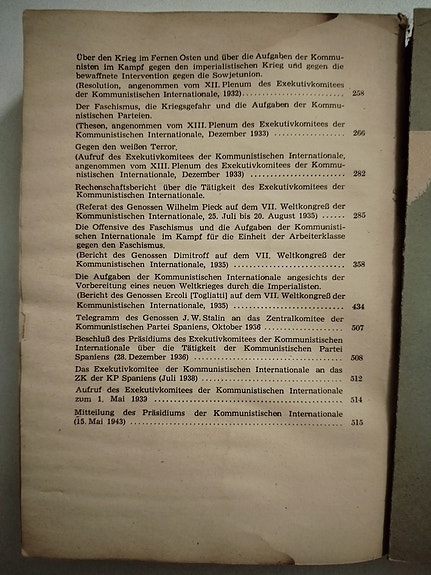 Über den Krieg im Fernen Osten und über die Aufgaben der Kommu-
nisten im Kampf gegen den imperialistischen Krieg und gegen die
bewaffnete Intervention gegen die Sowjetunion.
(Resolution, angenommen vom XII. Plenum des Exekutivkomitees
der Kommunistischen Internationale, 1932) ........................ 258
Der Faschismus, die Kriegsgefahr und die Aufgaben der Kommu-
nistischen Parteien.
(Thesen, angenommen vom XIII. Plenum des Exekutivkomitees der
Kommunistischen Internationale, Dezember 1933) .................. 266
Gegen den weißen Terror.
(Aufruf des Exekutivkomitees der Kommunistischen Internationale,
angenommen vom XIII. Plenum des Exekutivkomitees der Kommu-
nistischen Internationale, Dezember 1933) ........................ 282
Rechenschaftsbericht über die Tätigkeit des Exekutivkomitees der
Kommunistischen Internationale.
(Referat des Genossen Wilhelm Pieck auf dem VII. Weltkongreß der
Kommunistischen Internationale, 25. Juli bis 20. August 1935) ...... 285
Die Offensive des Faschismus und die Aufgaben der Kommunisti-
schen Internationale im Kampf für die Einheit der Arbeiterklasse
gegen den Faschismus.
(Bericht des Genossen Dimitroff auf dem VII. Weltkongreß der
Kommunistischen Internationale, 1935) ........................... 358
Die Aufgaben der Kommunistischen Internationale angesichts der
Vorbereitung eines neuen Weltkrieges durch die Imperialisten.
(Bericht des Genossen Ercoli [Togliatti] auf dem VII. Weltkongreß der
Kommunistischen Internationale, 1935) ........................... 434
Telegramm des Genossen J. W. Stalin an das Zentralkomitee der
Kommunistischen Partei Spaniens, Oktober 1936 .................. 507
Beschluß des Präsidiums des Exekutivkomitees der Kommunistischen
Internationale über die Tätigkeit der Kommunistischen Partei
Spaniens (28. Dezember 1936) .................................... 508
Das Exekutivkomitee der Kommunistischen Internationale an das
ZK der KP Spaniens (Juli 1938) .................................. 512
Aufruf des Exekutivkomitees der Kommunistischen Internationale
zum 1. Mai 1939 ................................................. 514
Mitteilung des Präsidiums der Kommunistischen Internationale
(15. Mai 1943) .................................................. 515